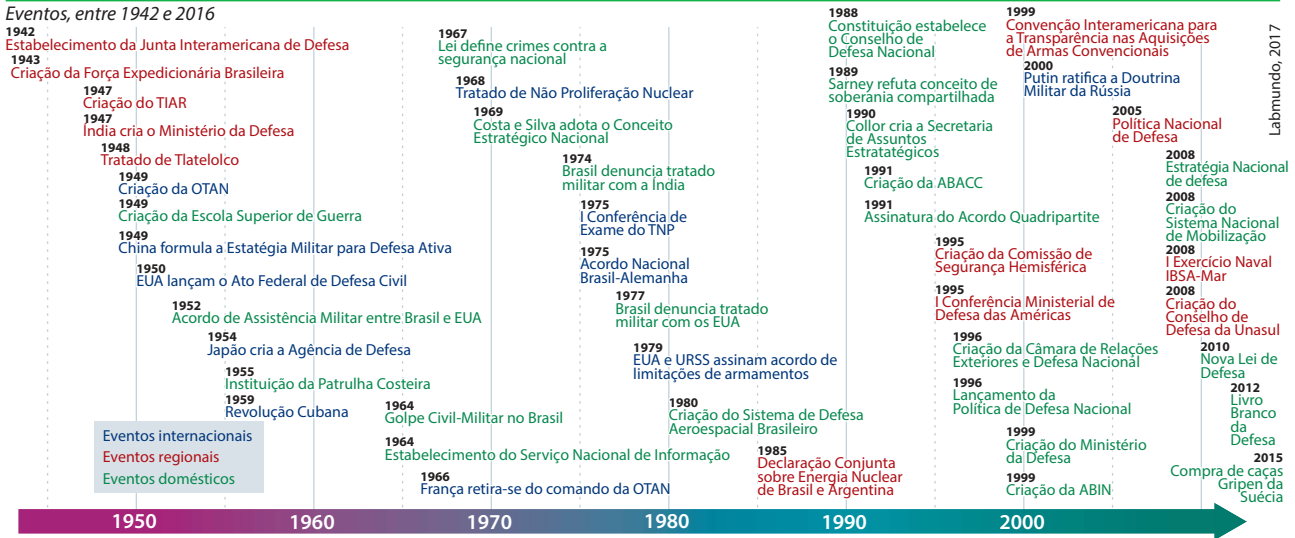 Eventos, entre 1942 e 2016
1942
Estabelecimento da Junta Interamericana de Defesa
1943
Criação da Força Expedicionária Brasileira
1947
Criação do TIAR
1947
Índia cria o Ministério da Defesa
1948
Tratado de Tlatelolco
1949
Criação da OTAN
1949
Criação da Escola Superior de Guerra
1949
China formula a Estatégia Militar para Defesa Ativa
1950
EUA lançam o Ato Federal de Defesa Civil
1952
Acordo de Assistência Militar entre Brasil e EUA
1954
Japão cria a Agência de Defesa
1955
Instituição da Patrulha Costeira
1959
Revolução Cubana
1964
Golpe Civil-Militar no Brasil
1964
Estabelecimento do Serviço Nacional de Informação
1966
França retira-se do comando da OTAN
1967
Lei define crimes contra a
segurança nacional
1968
Tratado de Não Proliferação Nuclear
1969
Costa e Silva adota o Conceito
Estratégico Nacional
1974
Brasil denuncia tratado
militar com a Índia
1975
I Conferência de
Exame do TNP
1975
Acordo Nacional
Brasil-Alemanha
1977
Brasil denuncia tratado
militar com os EUA
1979
EUA e URSS assinam acordo de
limitações de armamentos
1980
Criação do Sistema de Defesa
Aeroespacial Brasileiro
1985
Declaração Conjunta
sobre Energia Nuclear
de Brasil e Argentina
1988
Constituição estabelece
o Conselho de
Defesa Nacional
1989
Sarney refuta conceito de
soberania compartilhada
1990
Collor cria a Secretaria
de Assuntos
Estratatégicos
1991
Criação da ABACC
1991
Assinatura do Acordo Quadripartite
1995
Criação da Comissão de
Segurança Hemisférica
1995
I Conferência Ministerial de
Defesa das Américas
1996
Criação da Câmara de Relações
Exteriores e Defesa Nacional
1996
Lançamento da
Política de Defesa Nacional
1999
Criação do Ministério
da Defesa
1999
Criação da ABIN
1999
Convenção Interamericana para
a Transparência nas Aquisições
de Armas Convencionais
2000
Putin ratifica a Doutrina
Militar da Rússia
2005
Política Nacional
de Defesa
2008
Estratégia Nacional
de defesa
2008
Criação do
Sistema Nacional
de Mobilização
2008
I Exercício Naval
IBSA-Mar
2008
Criação do
Conselho de
Defesa da Unasul
2010
Nova Lei de
Defesa
2012
Livro
Branco
da
Defesa
2015
Compra de caças
Gripen da
Suécia
Labmundo, 2017
Eventos internacionais
Eventos regionais
Eventos domésticos
1950
1960
1970
1980
1990
2000